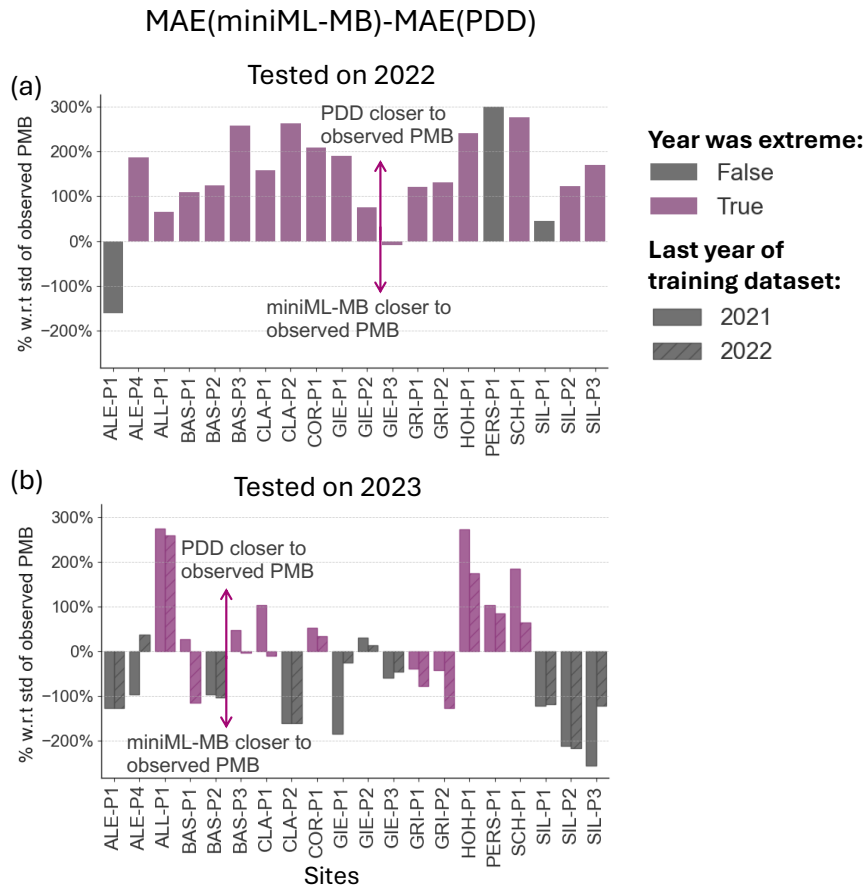 MAE(miniML-MB)-MAE(PDD)
(a)
Tested on 2022
% w.r.t std of observed PMB
300%
200%
100%
0%
−100%
−200%
PDD closer to
observed PMB
miniML-MB closer to
observed PMB
ALE-P1
ALE-P4
ALL-P1
BAS-P1
BAS-P2
BAS-P3
CLA-P1
CLA-P2
COR-P1
GIE-P1
GIE-P2
GIE-P3
GRI-P1
GRI-P2
HOH-P1
PERS-P1
SCH-P1
SIL-P1
SIL-P2
SIL-P3
Year was extreme:
False
True
Last year of
training dataset:
2021
2022
(b)
Tested on 2023
% w.r.t std of observed PMB
300%
200%
100%
0%
−100%
−200%
PDD closer to
observed PMB
miniML-MB closer to
observed PMB
ALE-P1
ALE-P4
ALL-P1
BAS-P1
BAS-P2
BAS-P3
CLA-P1
CLA-P2
COR-P1
GIE-P1
GIE-P2
GIE-P3
GRI-P1
GRI-P2
HOH-P1
PERS-P1
SCH-P1
SIL-P1
SIL-P2
SIL-P3
Sites